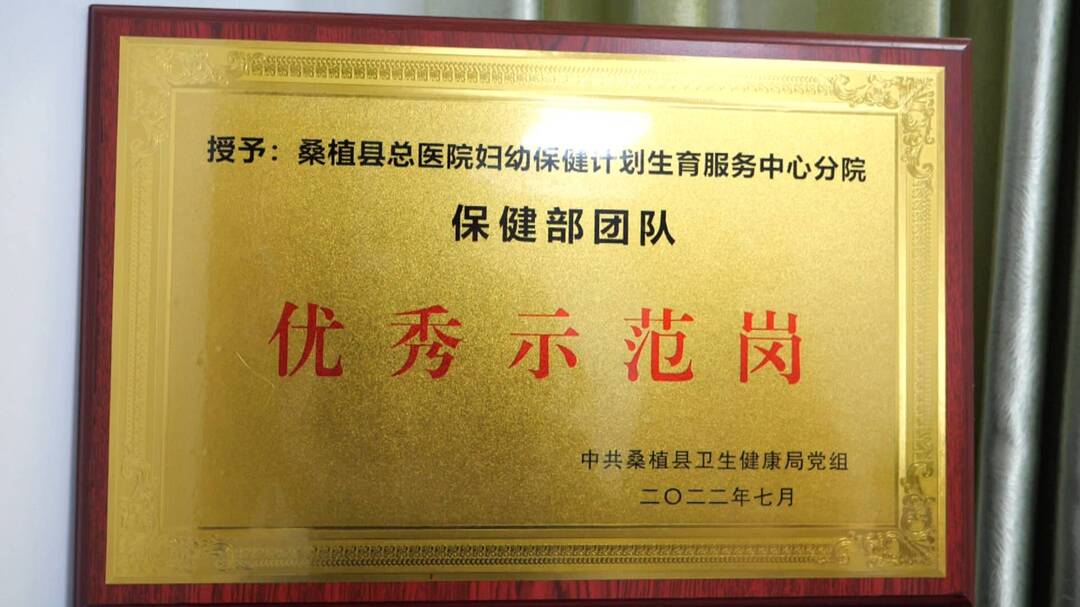 授予：桑植县总医院妇幼保健计划生育服务中心分院
保健部团队
优秀示范岗
中共桑植县卫生健康局党组
二〇二二年七月